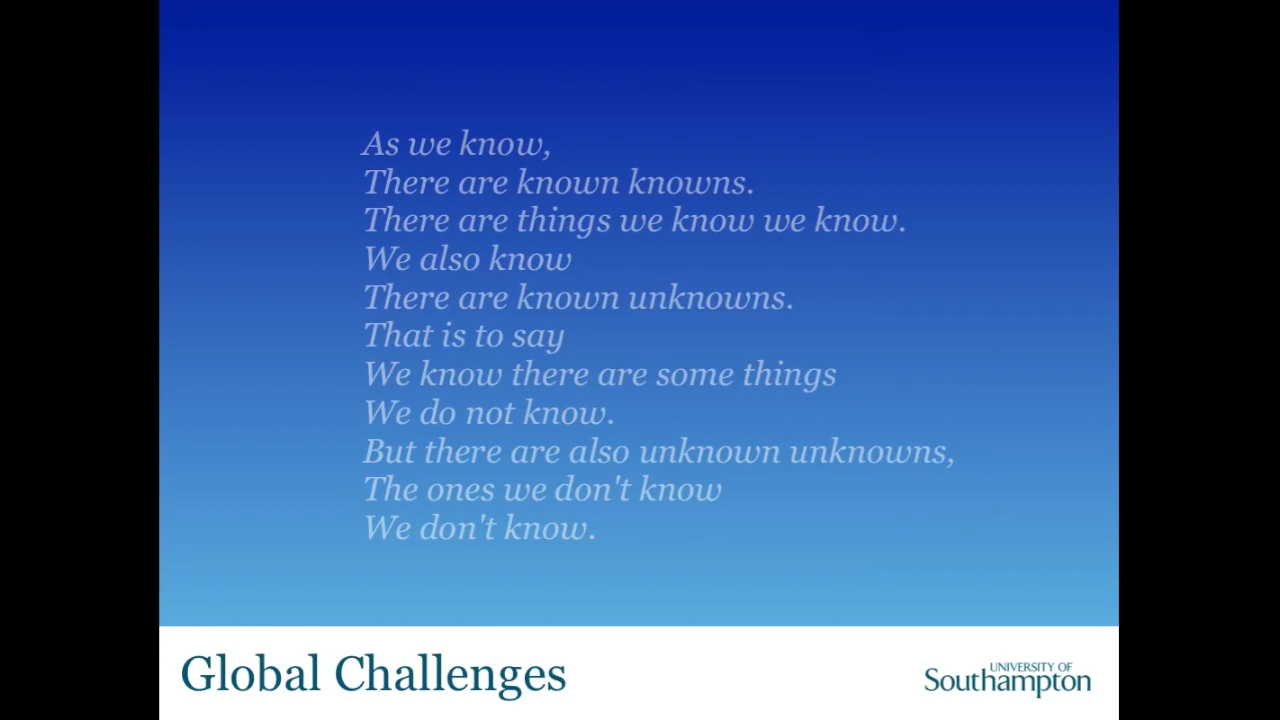 As we know,
There are known knowns.
There are things we know we know.
We also know
There are known unknowns.
That is to say
We know there are some things
We do not know.
But there are also unknown unknowns,
The ones we don't know
We don't know.
Global Challenges
UNIVERSITY OF
Southampton